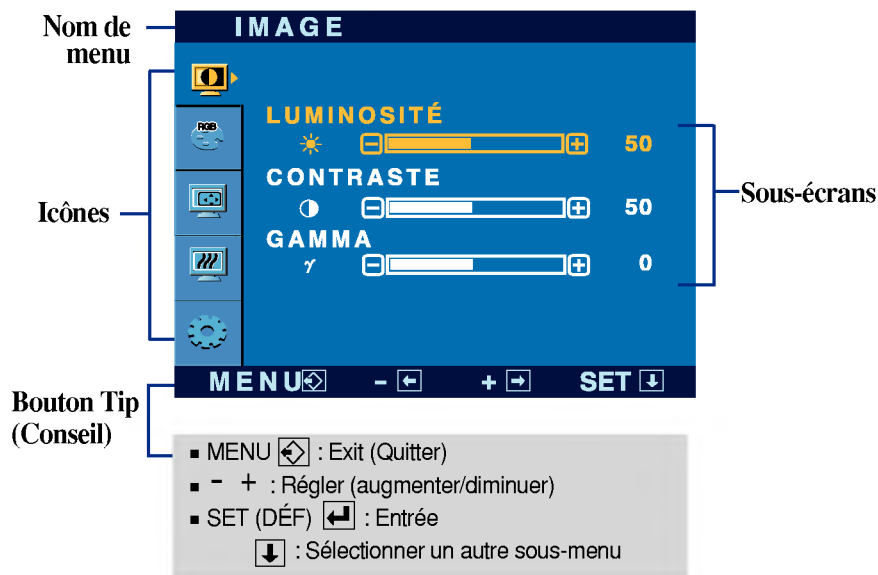 Nom de
menu
IMAGE
RGB
LUMINOSITÉ
50
CONTRASTE
50
GAMMA
γ
0
Icônes
Sous-écrans
MENU - + SET
Bouton Tip
(Conseil)
▪ MENU : Exit (Quitter)
▪ - + : Régler (augmenter/diminuer)
▪ SET (DÉF) : Entrée
: Sélectionner un autre sous-menu